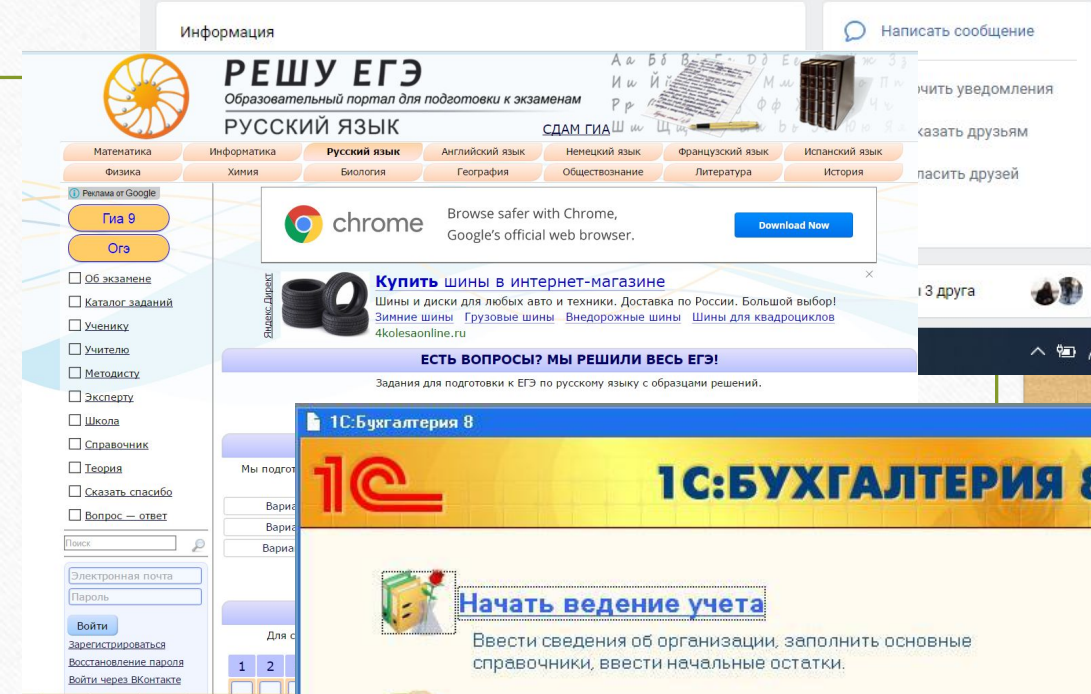 Информация
Написать сообщение
уведомления
друзьям
друзей
3 друга
РЕШУ ЕГЭ
Образовательный портал для подготовки к экзаменам
РУССКИЙ ЯЗЫК
СДАМ ГИА
Математика Информатика Русский язык Английский язык Немецкий язык Французский язык Испанский язык
Физика Химия Биология География Обществознание Литература История
Реклама от Google
Гиа 9
Огэ
chrome
Browse safer with Chrome,
Google’s official web browser.
Download Now
Яндекс.Директ
Купить шины в интернет-магазине
Шины и диски для любых авто и техники. Доставка по России. Большой выбор!
Зимние шины Грузовые шины Внедорожные шины Шины для квадроциклов
4kolesaonline.ru
ЕСТЬ ВОПРОСЫ? МЫ РЕШИЛИ ВЕСЬ ЕГЭ!
Задания для подготовки к ЕГЭ по русскому языку с образцами решений.
Об экзамене
Каталог заданий
Ученику
Учителю
Методисту
Эксперту
Школа
Справочник
Теория
Сказать спасибо
Вопрос — ответ
Поиск
Электронная почта
Пароль
Войти
Зарегистрироваться
Восстановление пароля
Войти через ВКонтакте
Мы подгот
Вариа
Вариа
Вариа
Для с
1 2
1С:Бухгалтерия 8
1С
1С:БУХГАЛТЕРИЯ 8
Начать ведение учета
Ввести сведения об организации, заполнить основные
справочники, ввести начальные остатки.